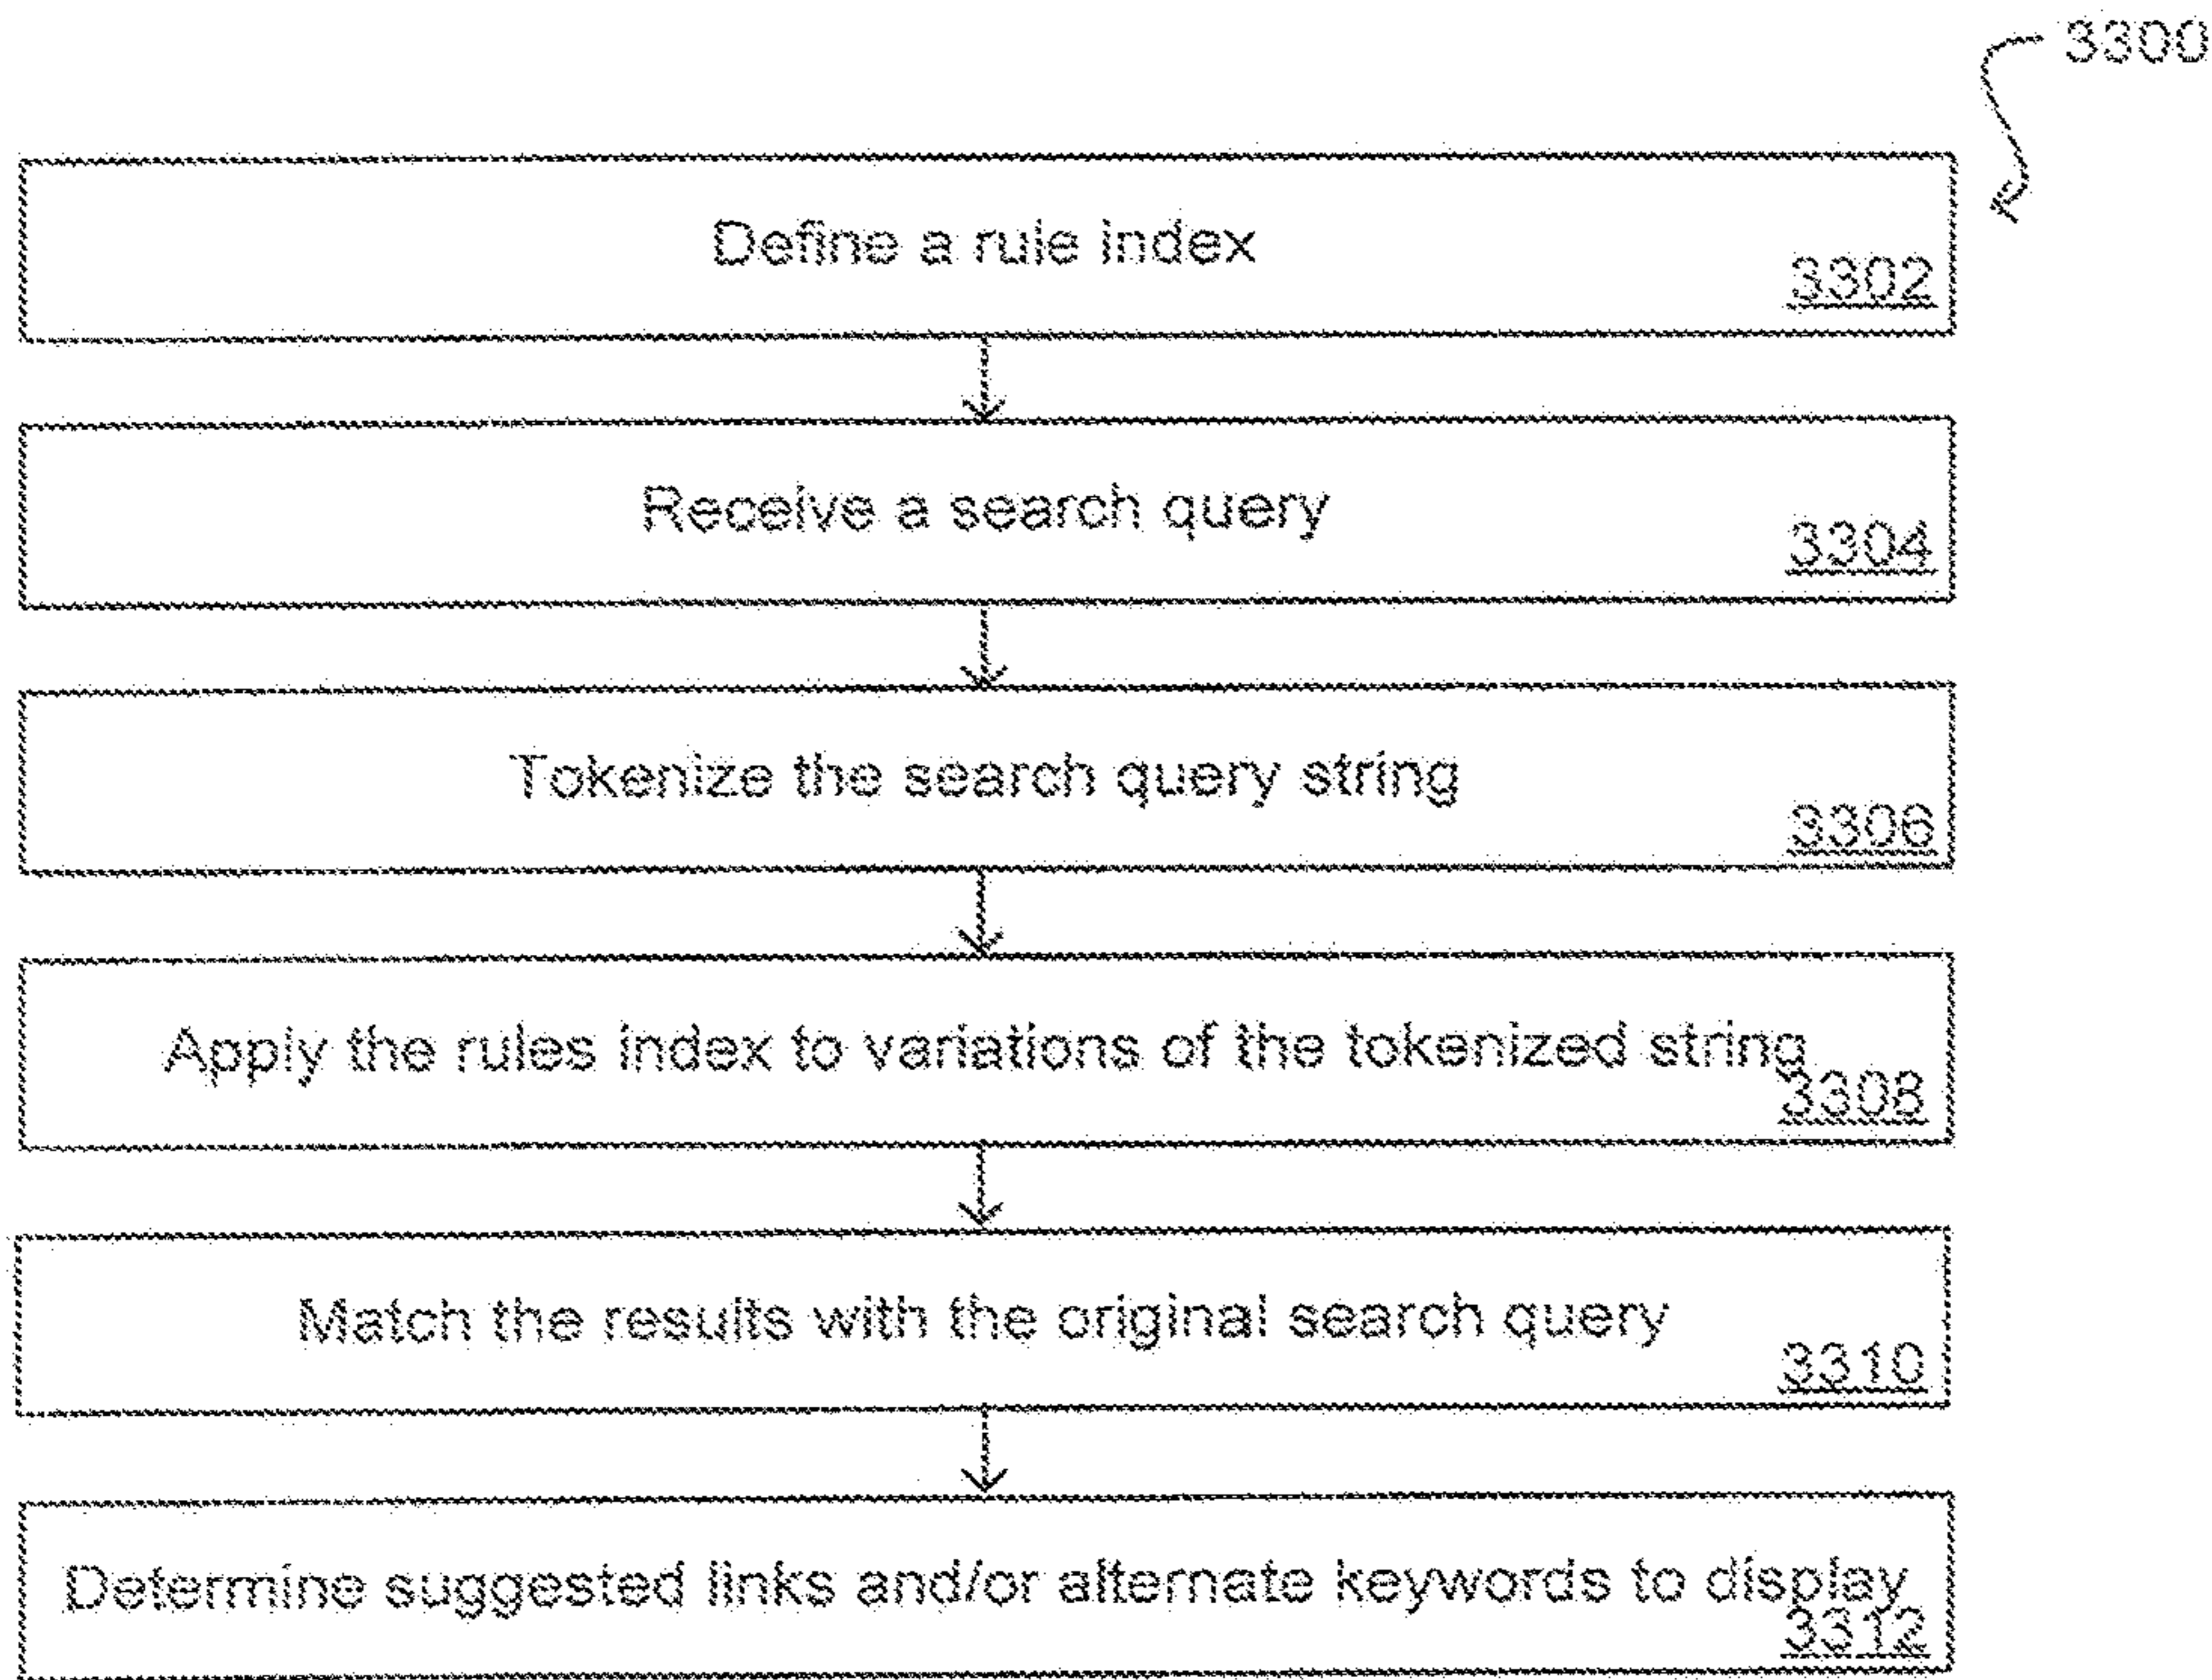 3300
Define a rule index
3302
Receive a search query
3304
Tokenize the search query string
3306
Apply the rules index to variations of the tokenized string
3308
Match the results with the original search query
3310
Determine suggested links and/or alternate keywords to display
3312